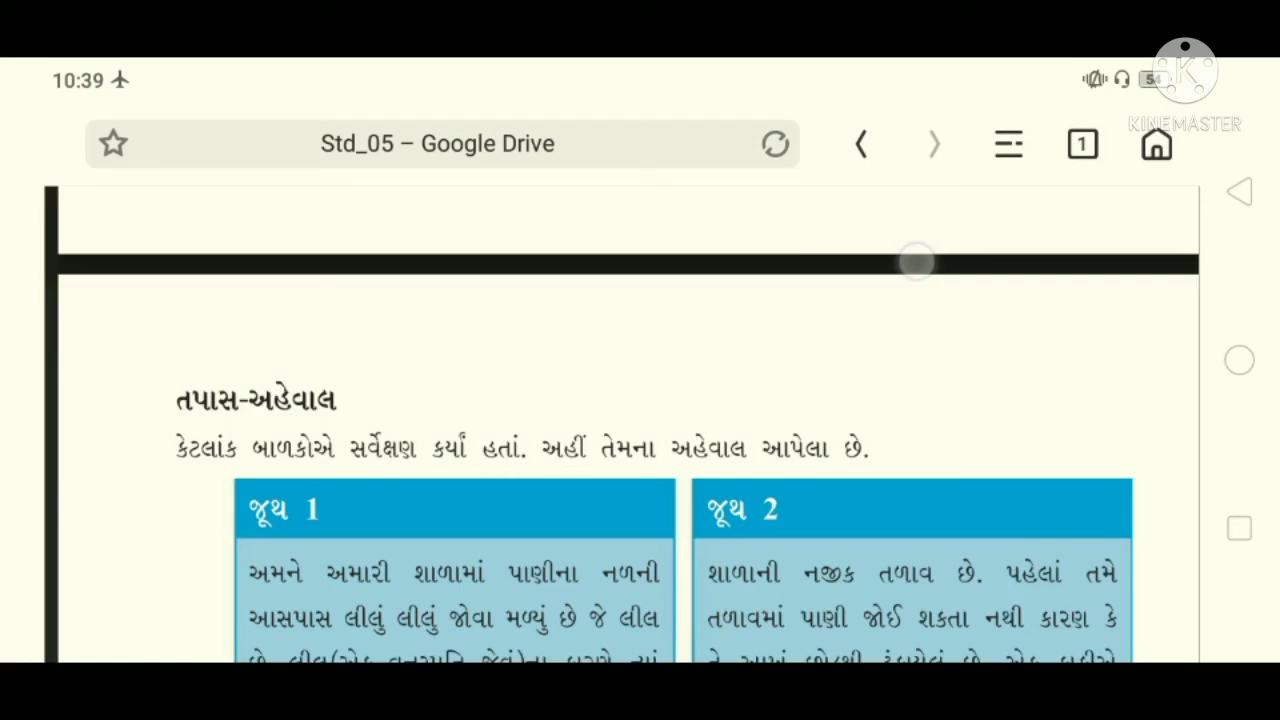 10:39
54
KINEMASTER
Std_05 – Google Drive
1
તપાસ-અહેવાલ
કેટલાંક બાળકોએ સર્વેક્ષણ કર્યાં હતાં. અહીં તેમના અહેવાલ આપેલા છે.
જૂથ 1
અમને અમારી શાળામાં પાણીના નળની
આસપાસ લીલું લીલું જોવા મળ્યું છે જે લીલ
જૂથ 2
શાળાની નજીક તળાવ છે. પહેલાં તમે
તળાવમાં પાણી જોઈ શકતા નથી કારણ કે